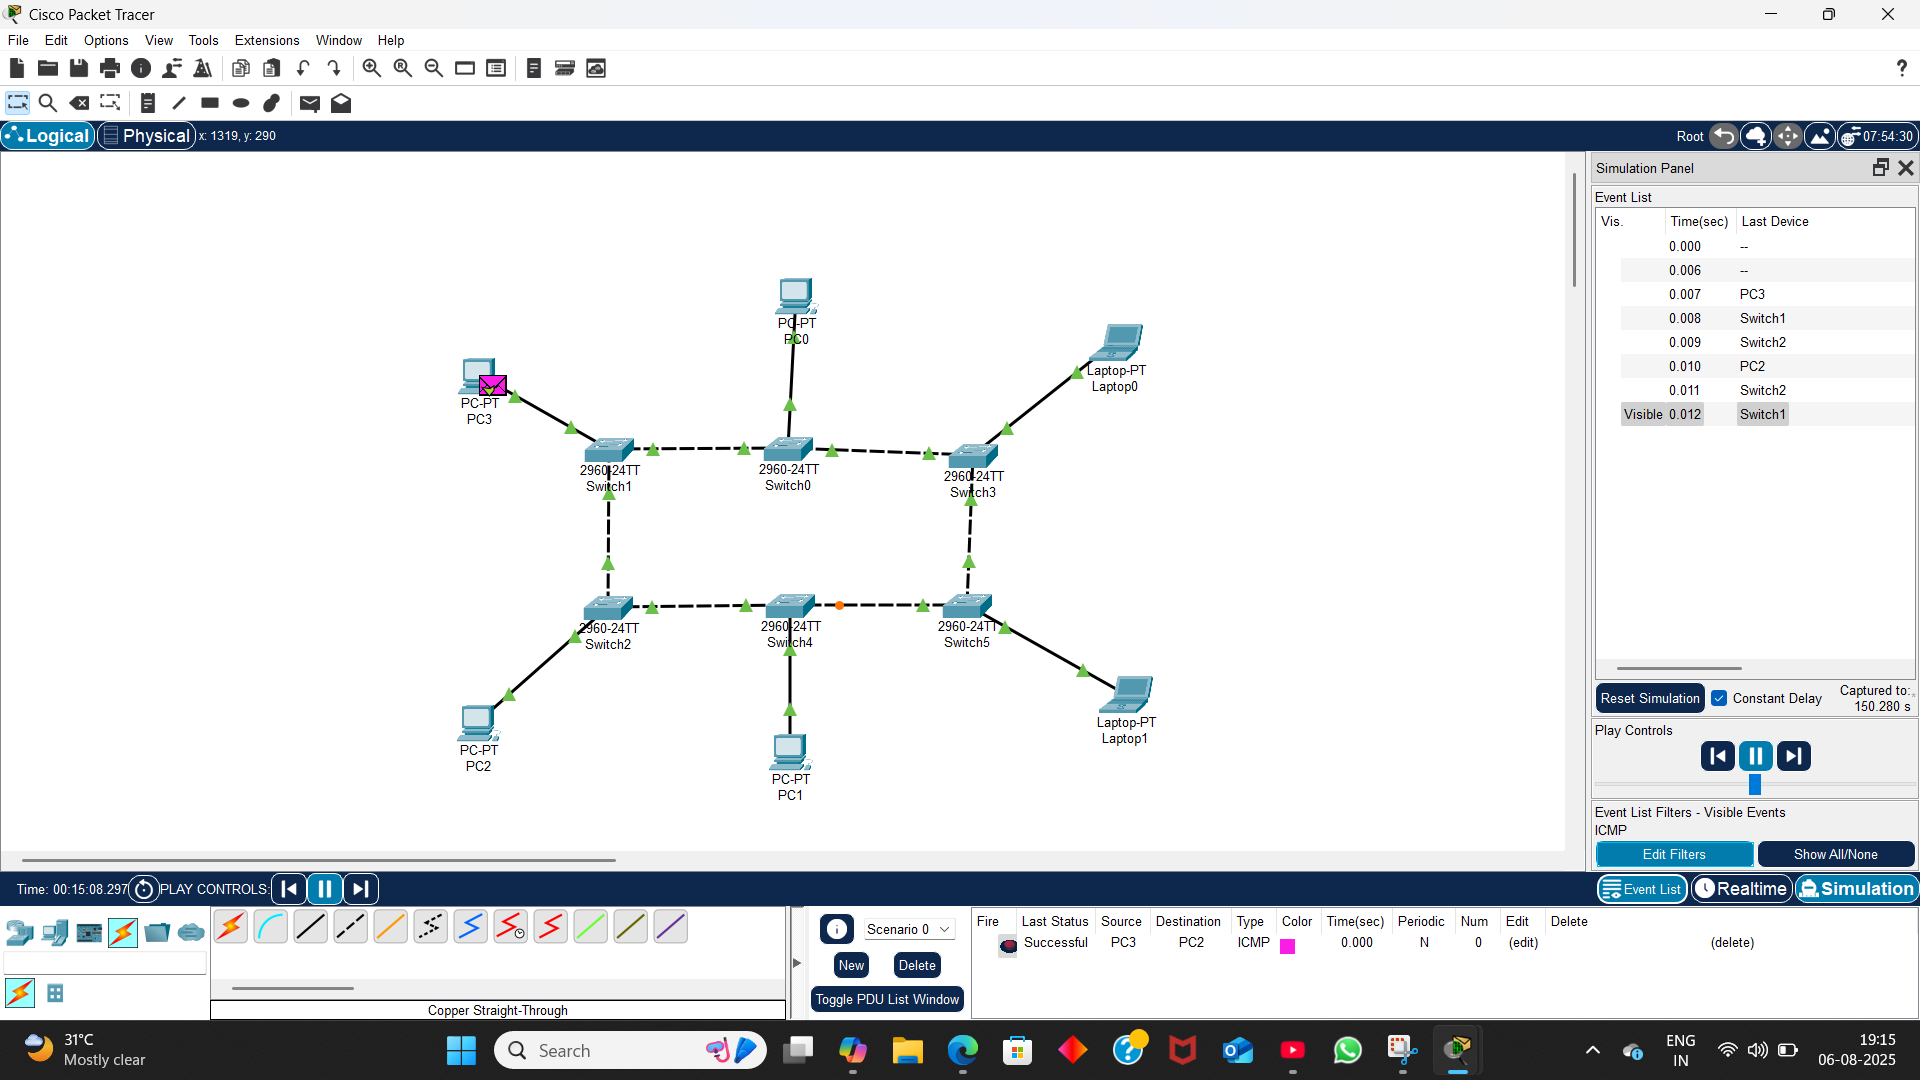 Cisco Packet Tracer
File Edit Options View Tools Extensions Window Help
?
Logical Physical x: 1319, y: 290 Root 07:54:30
Simulation Panel
Event List
Vis. Time(sec) Last Device
0.000 --
0.006 --
0.007 PC3
0.008 Switch1
0.009 Switch2
0.010 PC2
0.011 Switch2
Visible 0.012 Switch1
PC-PT
PC0
Laptop-PT
Laptop0
PC-PT
PC3
2960-24TT
Switch1
2960-24TT
Switch0
2960-24TT
Switch3
2960-24TT
Switch2
2960-24TT
Switch4
2960-24TT
Switch5
PC-PT
PC2
PC-PT
PC1
Laptop-PT
Laptop1
Reset Simulation Constant Delay Captured to:
150.280 s
Play Controls
Event List Filters - Visible Events
ICMP
Edit Filters Show All/None
Time: 00:15:08.297 PLAY CONTROLS: Event List Realtime Simulation
Scenario 0
New Delete
Toggle PDU List Window
Fire Last Status Source Destination Type Color Time(sec) Periodic Num Edit Delete
Successful PC3 PC2 ICMP 0.000 N 0 (edit) (delete)
Copper Straight-Through
31°C
Mostly clear
Search
ENG
IN
19:15
06-08-2025